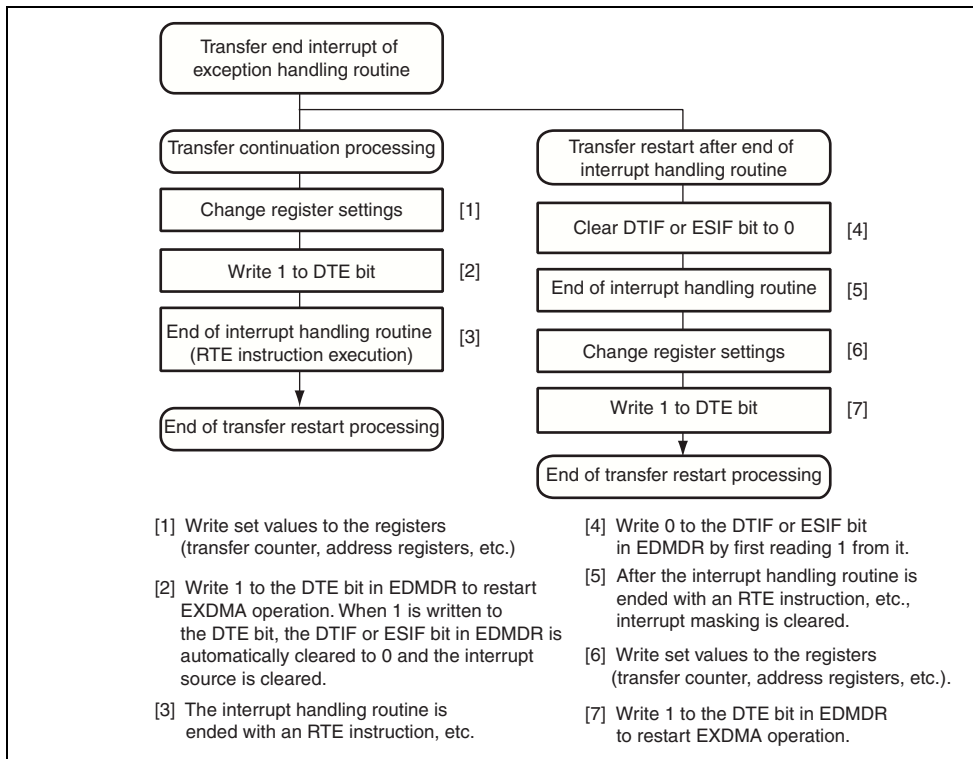 Transfer end interrupt of
exception handling routine
Transfer continuation processing
Change register settings
[1]
Write 1 to DTE bit
[2]
End of interrupt handling routine
(RTE instruction execution)
[3]
End of transfer restart processing
Transfer restart after end of
interrupt handling routine
Clear DTIF or ESIF bit to 0
[4]
End of interrupt handling routine
[5]
Change register settings
[6]
Write 1 to DTE bit
[7]
End of transfer restart processing
[1] Write set values to the registers
(transfer counter, address registers, etc.)
[2] Write 1 to the DTE bit in EDMDR to restart
EXDMA operation. When 1 is written to
the DTE bit, the DTIF or ESIF bit in EDMDR is
automatically cleared to 0 and the interrupt
source is cleared.
[3] The interrupt handling routine is
ended with an RTE instruction, etc.
[4] Write 0 to the DTIF or ESIF bit
in EDMDR by first reading 1 from it.
[5] After the interrupt handling routine is
ended with an RTE instruction, etc.,
interrupt masking is cleared.
[6] Write set values to the registers
(transfer counter, address registers, etc.).
[7] Write 1 to the DTE bit in EDMDR
to restart EXDMA operation.